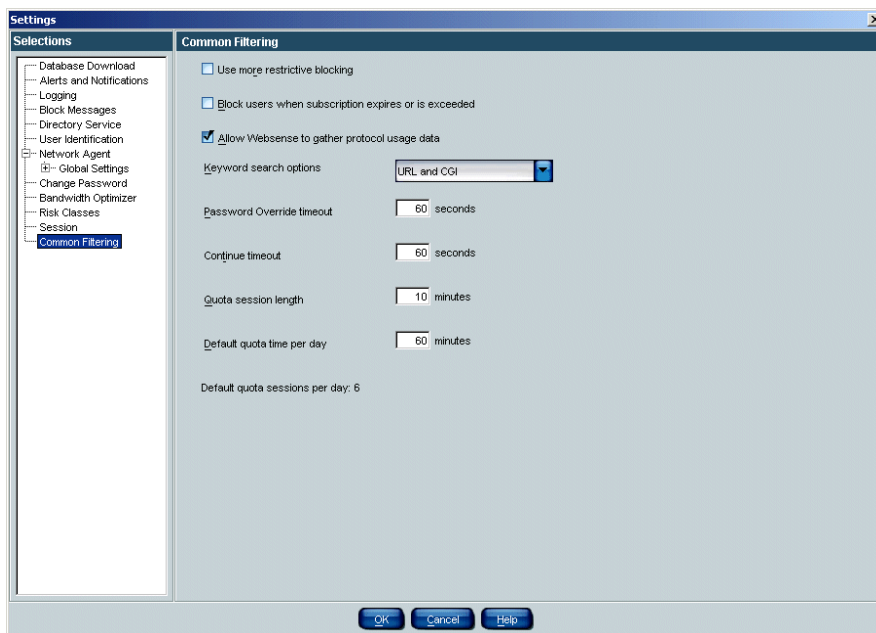 Settings
Selections
Database Download
Alerts and Notifications
Logging
Block Messages
Directory Service
User Identification
Network Agent
Global Settings
Change Password
Bandwidth Optimizer
Risk Classes
Session
Common Filtering
Common Filtering
Use more restrictive blocking
Block users when subscription expires or is exceeded
Allow Websense to gather protocol usage data
Keyword search options URL and CGI
Password Override timeout 60 seconds
Continue timeout 60 seconds
Quota session length 10 minutes
Default quota time per day 60 minutes
Default quota sessions per day: 6
OK Cancel Help